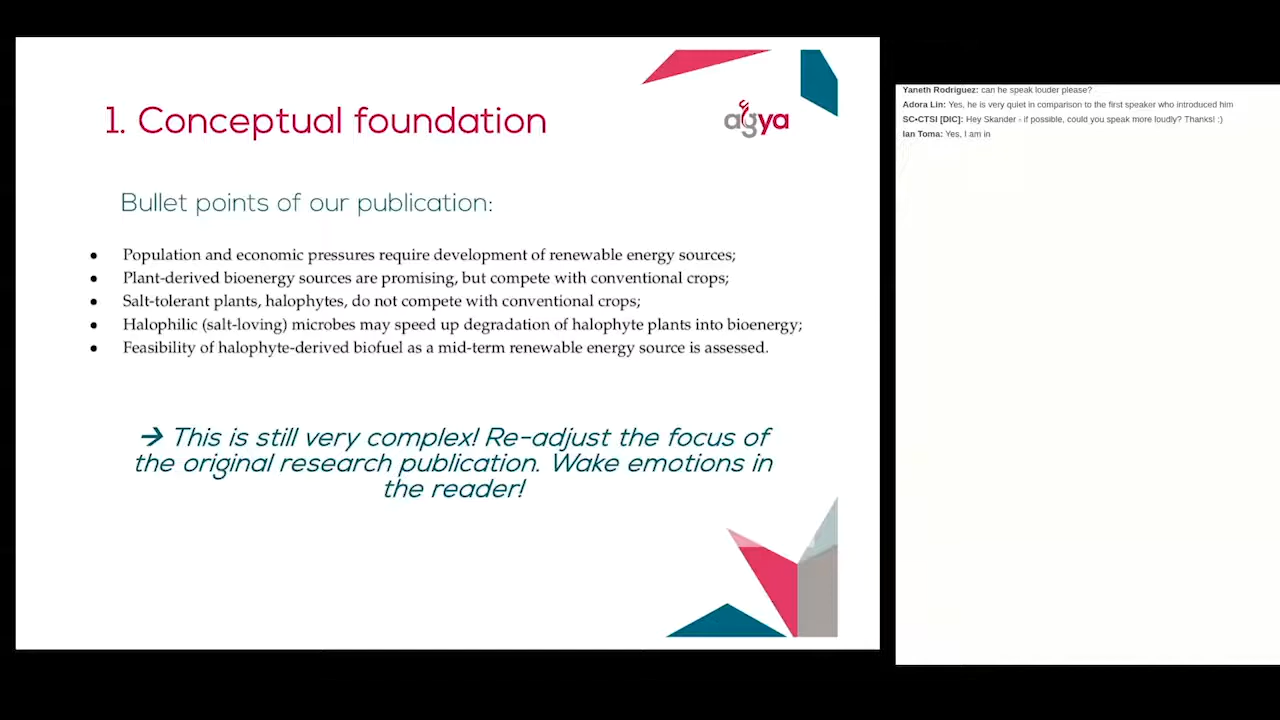 1. Conceptual foundation
agya
Bullet points of our publication:
• Population and economic pressures require development of renewable energy sources;
• Plant-derived bioenergy sources are promising, but compete with conventional crops;
• Salt-tolerant plants, halophytes, do not compete with conventional crops;
• Halophilic (salt-loving) microbes may speed up degradation of halophyte plants into bioenergy;
• Feasibility of halophyte-derived biofuel as a mid-term renewable energy source is assessed.
→ This is still very complex! Re-adjust the focus of
the original research publication. Wake emotions in
the reader!
Yaneth Rodriguez: can he speak louder please?
Adora Lin: Yes, he is very quiet in comparison to the first speaker who introduced him
SC•CTSI [DIC]: Hey Skander - if possible, could you speak more loudly? Thanks! :)
Ian Toma: Yes, I am in